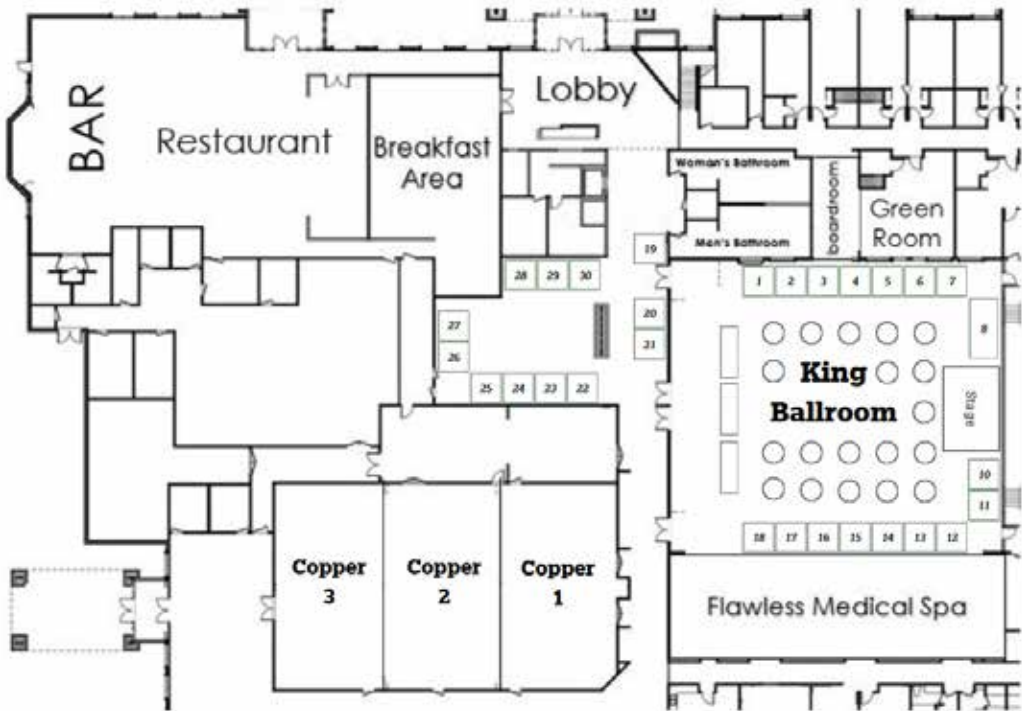 Lobby
BAR
Restaurant
Breakfast
Area
Woman's Bathroom
Men's Bathroom
boardroom
Green
Room
19
28 29 30
1 2 3 4 5 6 7
8
20
21
27
26
25 24 23 22
King
Ballroom
Stage
10
11
18 17 16 15 14 13 12
Copper
3
Copper
2
Copper
1
Flawless Medical Spa